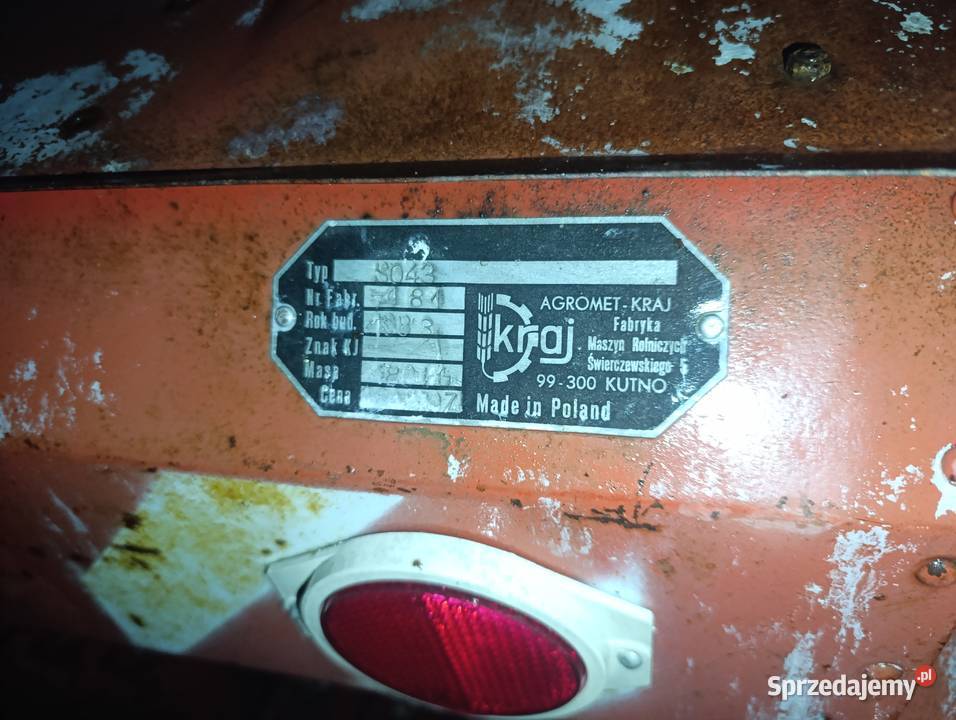 Typ
Nr. Fabr.
Rok bud.
Znak KJ
Masa
Cena
kraj
AGROMET-KRAJ
Fabryka
Maszyn Rolniczych
Świerczewskiego 5
99-300 KUTNO
Made in Poland
Sprzedajemy.pl